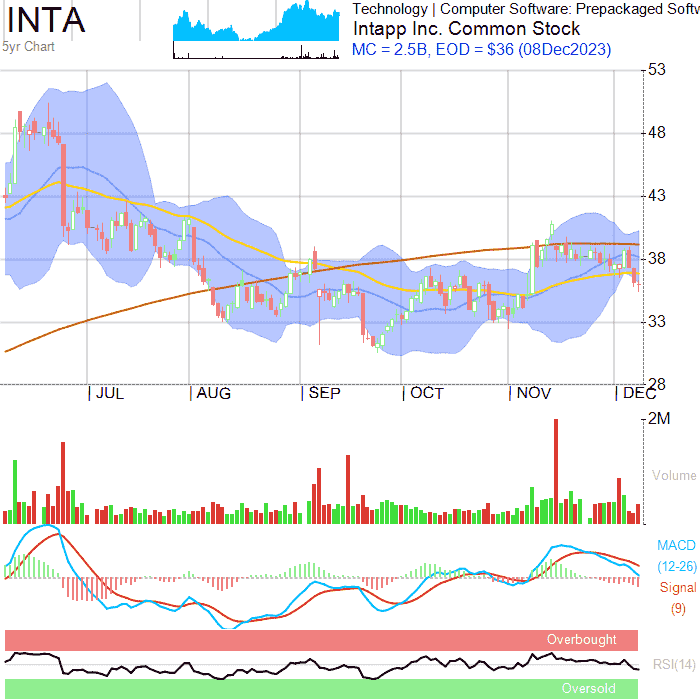 INTA
5yr Chart
Technology | Computer Software: Prepackaged Softw
Intapp Inc. Common Stock
MC = 2.5B, EOD = $36 (08Dec2023)
53
48
43
38
33
28
JUL
AUG
SEP
OCT
NOV
DEC
2M
Volume
MACD
(12-26)
Signal
(9)
Overbought
RSI(14)
Oversold